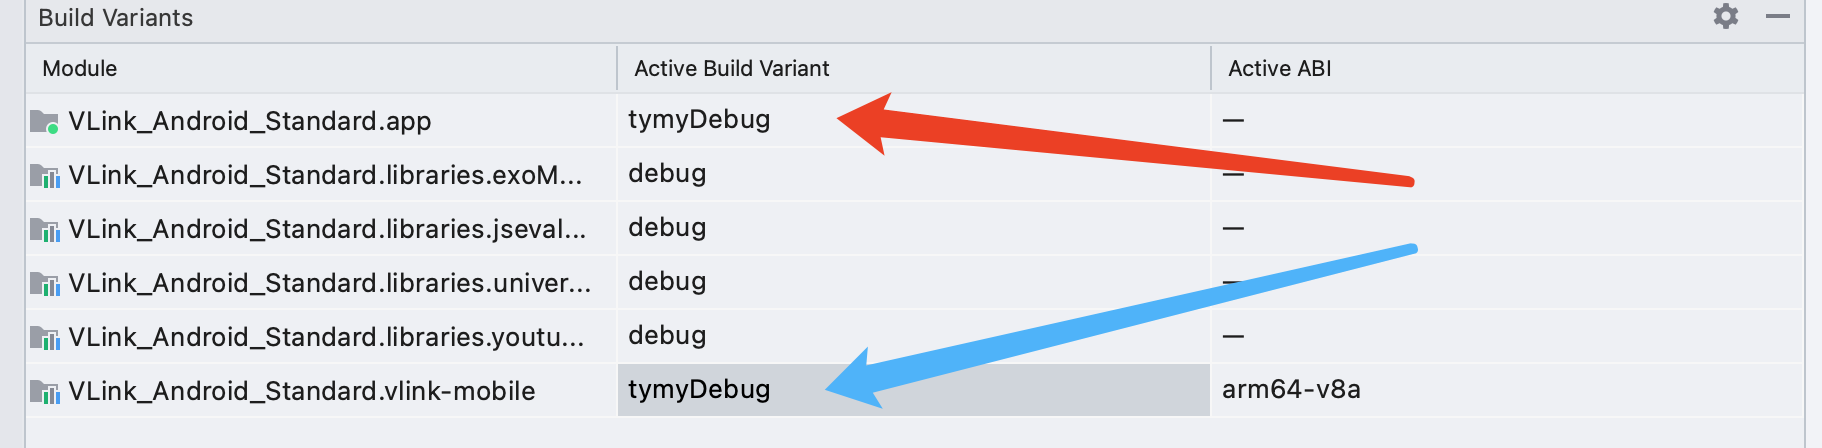 Build Variants
Module Active Build Variant Active ABI
VLink_Android_Standard.app tymyDebug —
VLink_Android_Standard.libraries.exoM... debug —
VLink_Android_Standard.libraries.jseval... debug —
VLink_Android_Standard.libraries.univer... debug —
VLink_Android_Standard.libraries.youtu... debug —
VLink_Android_Standard.vlink-mobile tymyDebug arm64-v8a